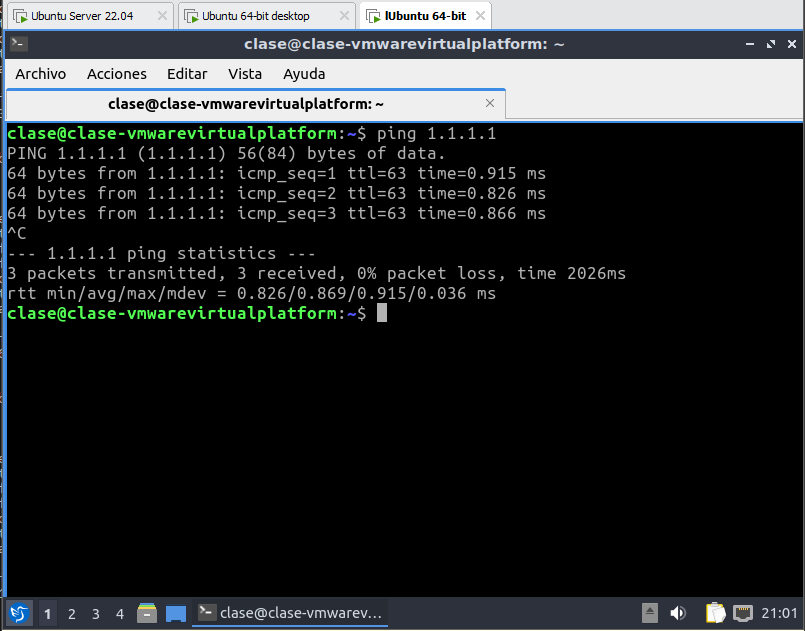 Ubuntu Server 22.04
Ubuntu 64-bit desktop
lUbuntu 64-bit
clase@clase-vmwarevirtualplatform: ~
Archivo Acciones Editar Vista Ayuda
clase@clase-vmwarevirtualplatform: ~
clase@clase-vmwarevirtualplatform:~$ ping 1.1.1.1
PING 1.1.1.1 (1.1.1.1) 56(84) bytes of data.
64 bytes from 1.1.1.1: icmp_seq=1 ttl=63 time=0.915 ms
64 bytes from 1.1.1.1: icmp_seq=2 ttl=63 time=0.826 ms
64 bytes from 1.1.1.1: icmp_seq=3 ttl=63 time=0.866 ms
^C
--- 1.1.1.1 ping statistics ---
3 packets transmitted, 3 received, 0% packet loss, time 2026ms
rtt min/avg/max/mdev = 0.826/0.869/0.915/0.036 ms
clase@clase-vmwarevirtualplatform:~$
1 2 3 4 clase@clase-vmwarev... 21:01